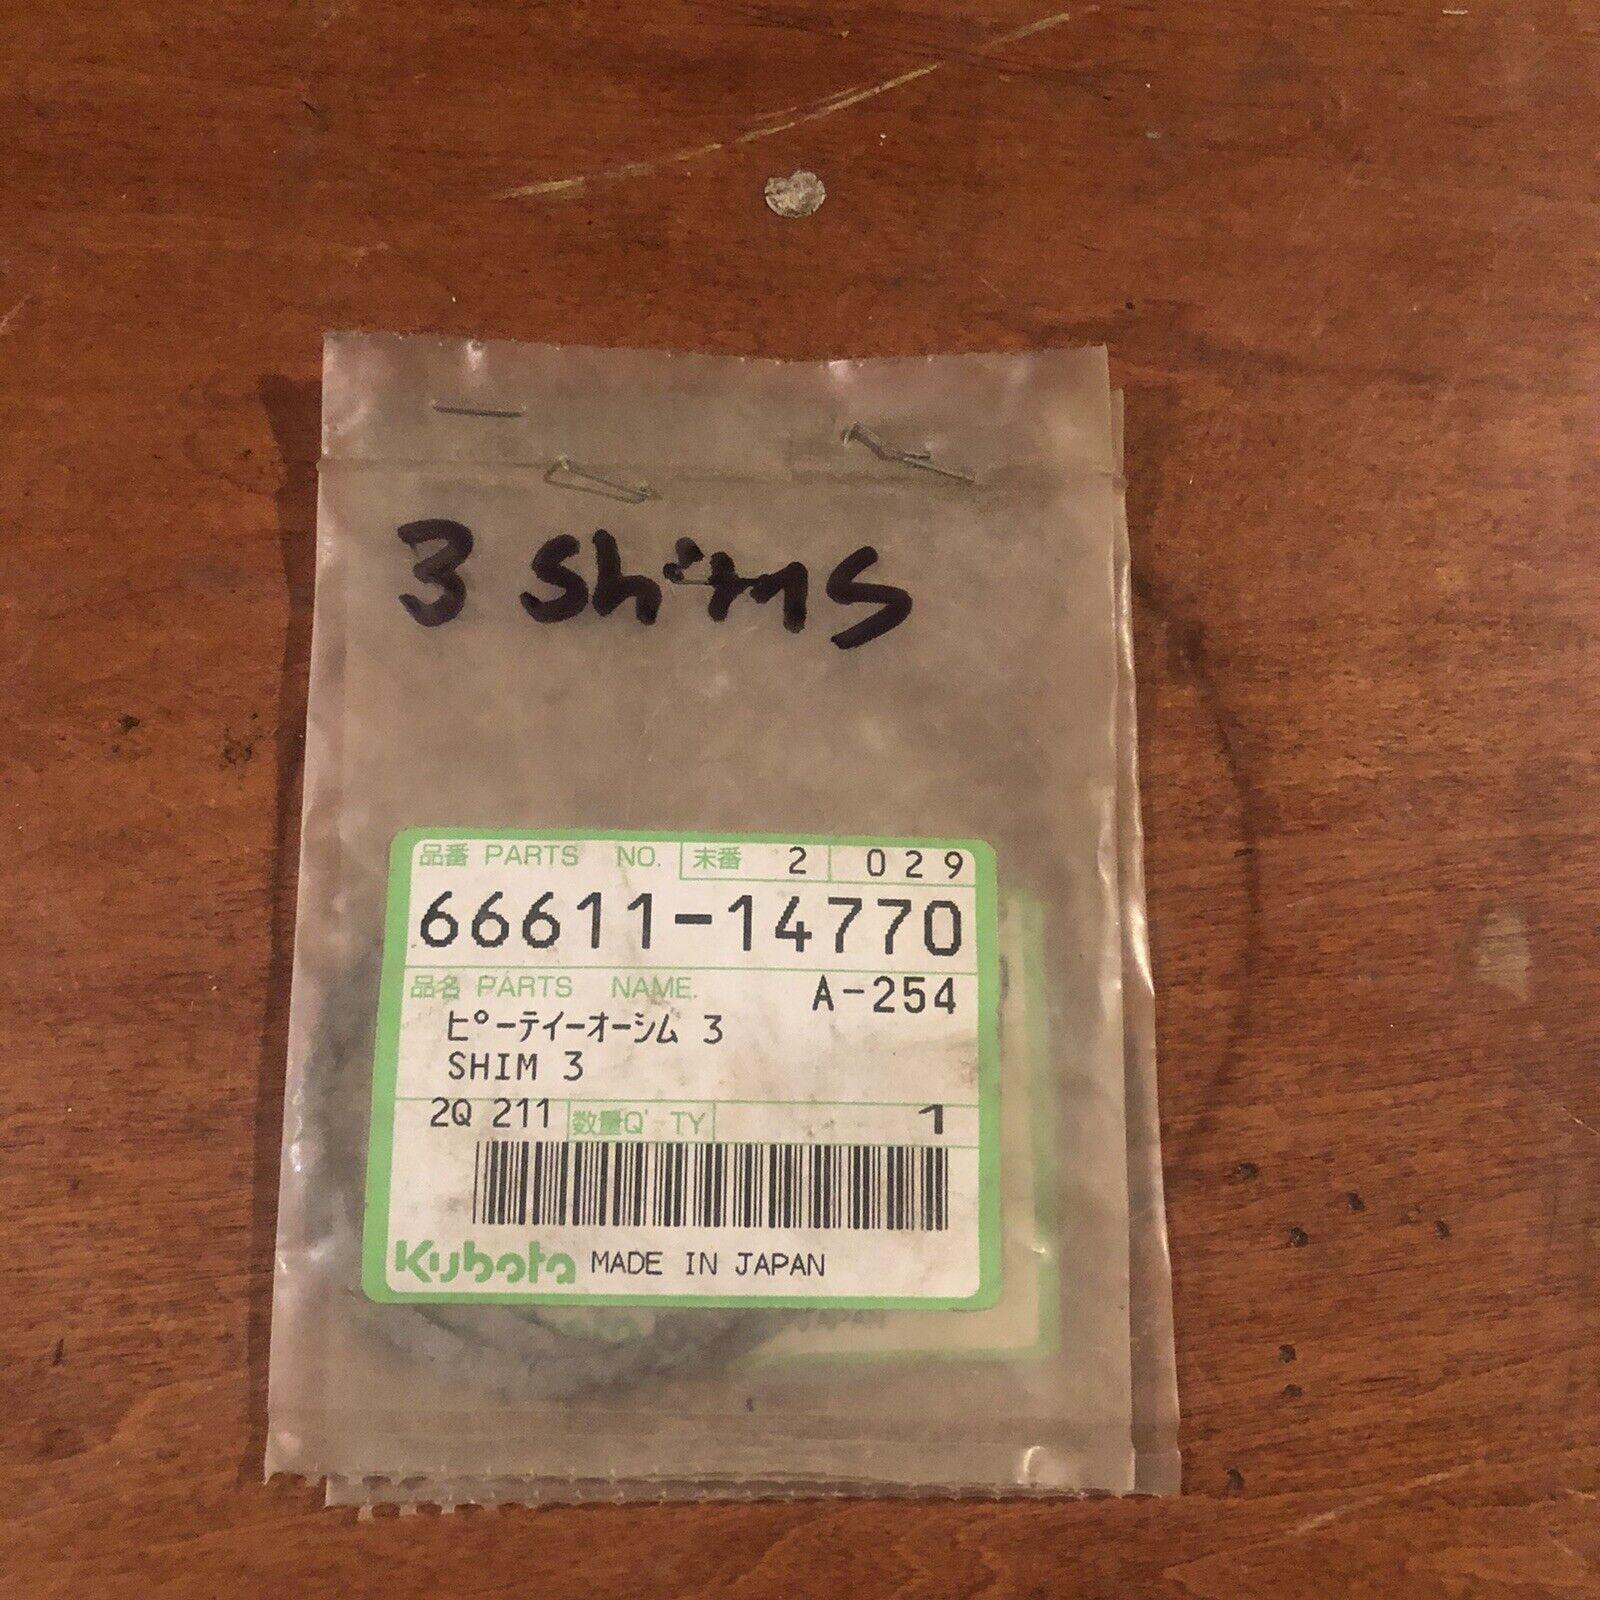 3 shims
品番 PARTS NO. 末番 2 029
66611-14770
品名 PARTS NAME. A-254
ピーテイーオーシム 3
SHIM 3
2Q 211 数量Q'TY 1
Kubota MADE IN JAPAN
JAPAN